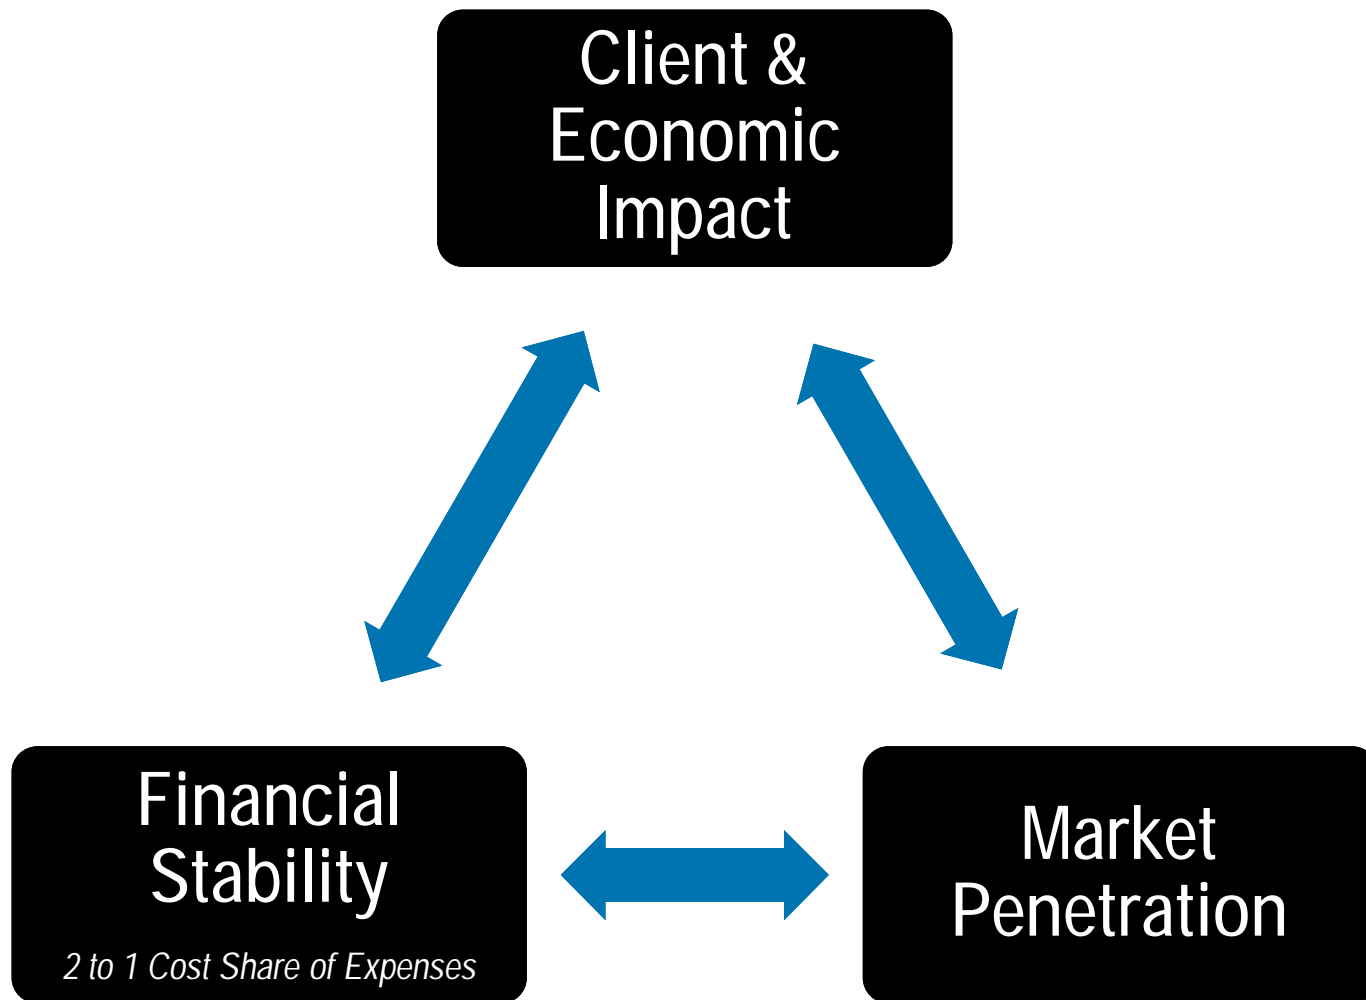 Client &
Economic
Impact
Financial
Stability
2 to 1 Cost Share of Expenses
Market
Penetration